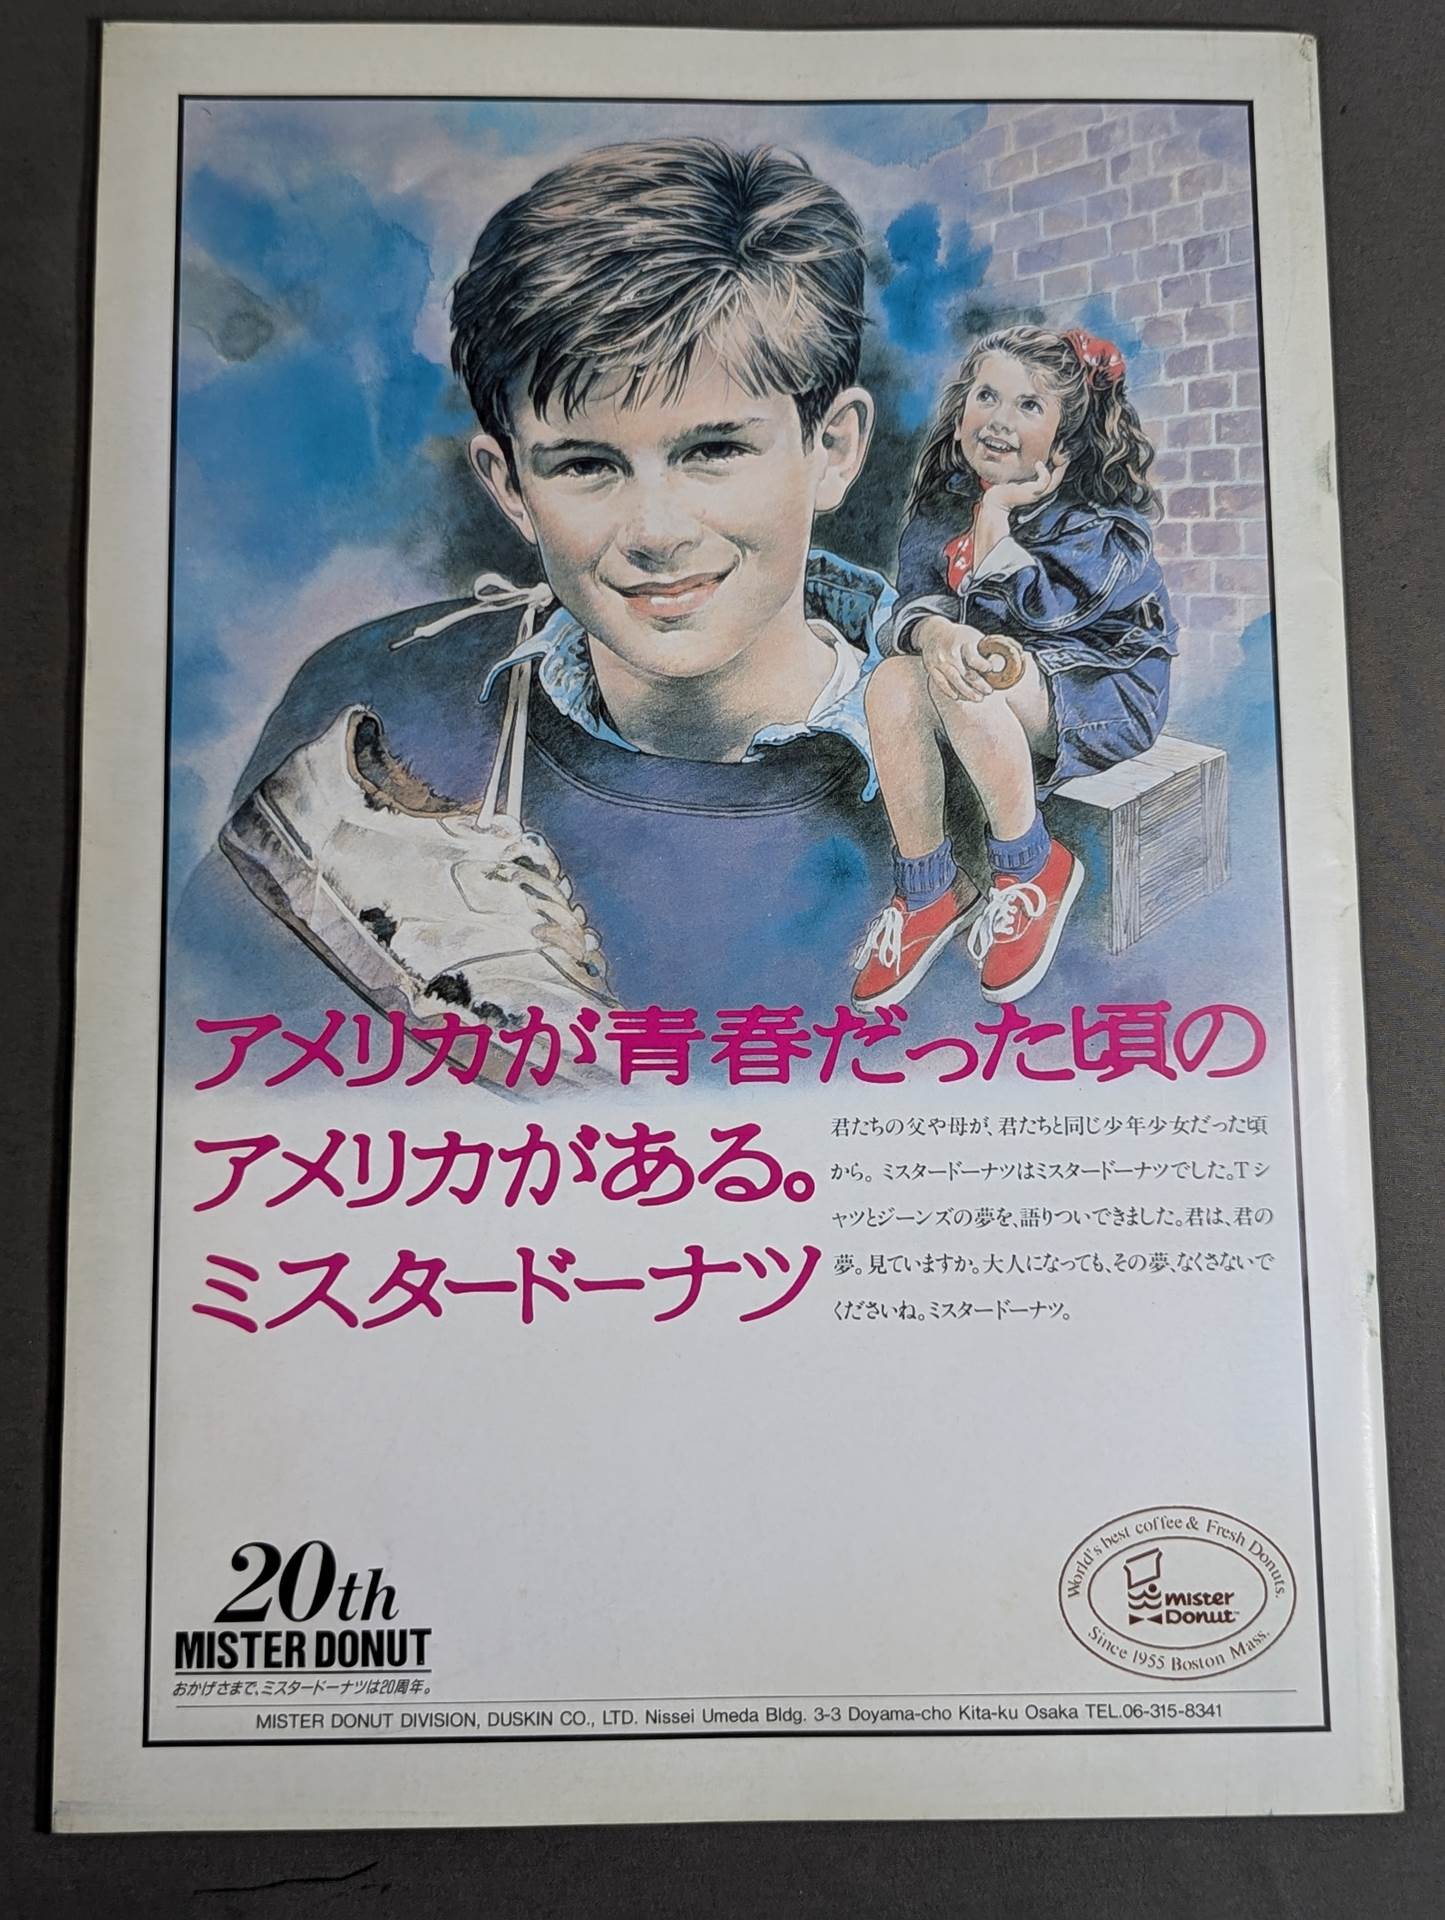 アメリカが青春だった頃の
アメリカがある。
ミスタードーナツ
君たちの父や母が、君たちと同じ少年少女だった頃
から。ミスタードーナツはミスタードーナツでした。Tシ
ャツとジーンズの夢を、語りついできました。君は、君の
夢。見ていますか。大人になっても、その夢、なくさないで
くださいね。ミスタードーナツ。
20th
MISTER DONUT
おかげさまで、ミスタードーナツは20周年。
World's best coffee & Fresh Donuts.
mister
Donut™
Since 1955 Boston Mass.
MISTER DONUT DIVISION, DUSKIN CO., LTD. Nissei Umeda Bldg. 3-3 Doyama-cho Kita-ku Osaka TEL.06-315-8341